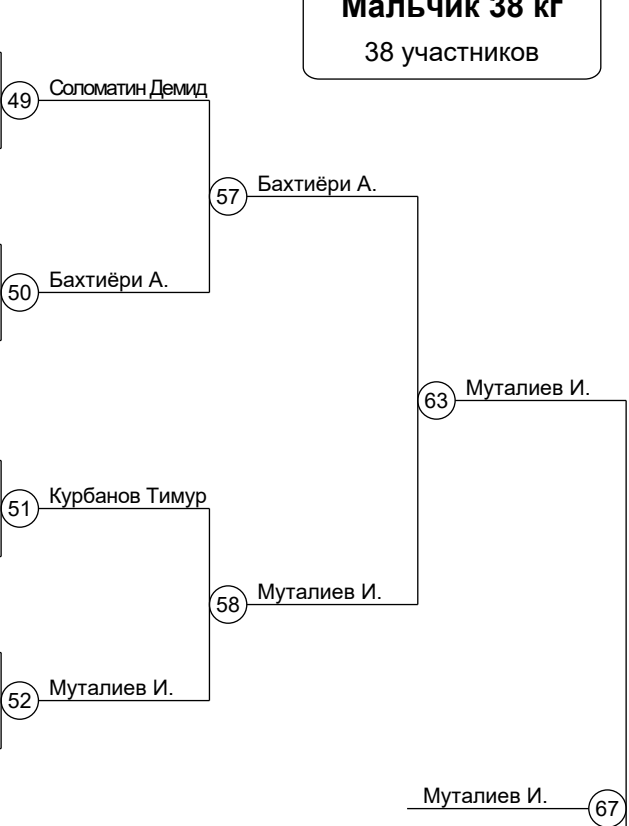 Мальчик 38 кг
38 участников
49 Соломатин Демид
57 Бахтиёри А.
50 Бахтиёри А.
63 Муталиев И.
51 Курбанов Тимур
58 Муталиев И.
52 Муталиев И.
Муталиев И. 67